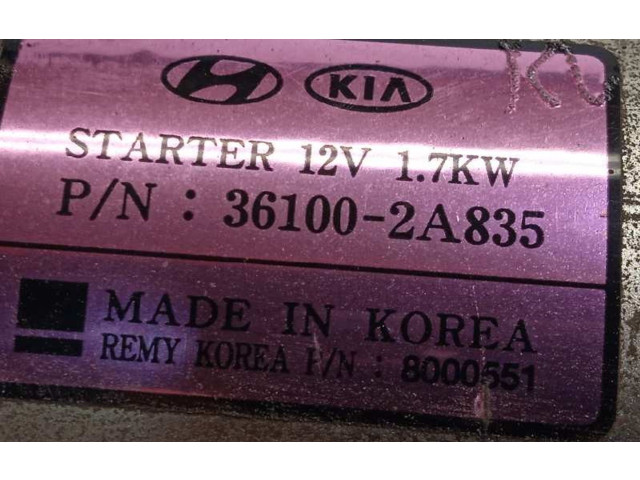 KIA
STARTER 12V 1.7KW
P/N : 36100-2A835
MADE IN KOREA
REMY KOREA P/N : 8000551